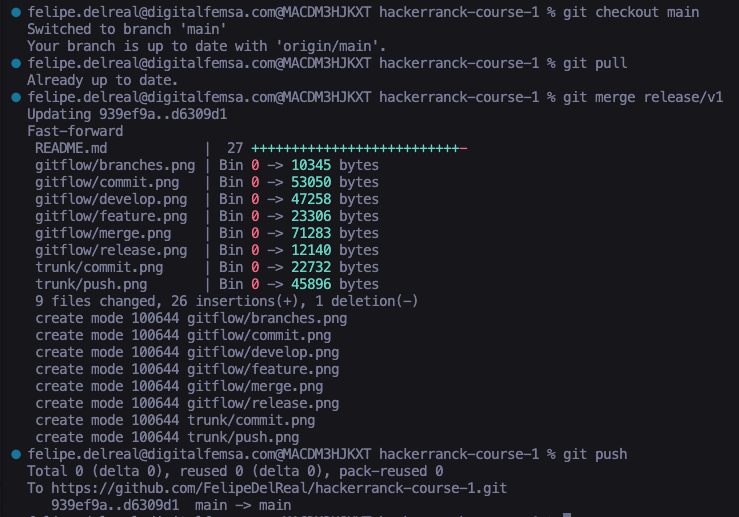 felipe.delreal@digitalfemsa.com@MACDM3HJKXT hackerranck-course-1 % git checkout main
Switched to branch 'main'
Your branch is up to date with 'origin/main'.
felipe.delreal@digitalfemsa.com@MACDM3HJKXT hackerranck-course-1 % git pull
Already up to date.
felipe.delreal@digitalfemsa.com@MACDM3HJKXT hackerranck-course-1 % git merge release/v1
Updating 939ef9a..d6309d1
Fast-forward
README.md | 27 ++++++++++++++++++++++++++-
gitflow/branches.png | Bin 0 -> 10345 bytes
gitflow/commit.png | Bin 0 -> 53050 bytes
gitflow/develop.png | Bin 0 -> 47258 bytes
gitflow/feature.png | Bin 0 -> 23306 bytes
gitflow/merge.png | Bin 0 -> 71283 bytes
gitflow/release.png | Bin 0 -> 12140 bytes
trunk/commit.png | Bin 0 -> 22732 bytes
trunk/push.png | Bin 0 -> 45896 bytes
9 files changed, 26 insertions(+), 1 deletion(-)
create mode 100644 gitflow/branches.png
create mode 100644 gitflow/commit.png
create mode 100644 gitflow/develop.png
create mode 100644 gitflow/feature.png
create mode 100644 gitflow/merge.png
create mode 100644 gitflow/release.png
create mode 100644 trunk/commit.png
create mode 100644 trunk/push.png
felipe.delreal@digitalfemsa.com@MACDM3HJKXT hackerranck-course-1 % git push
Total 0 (delta 0), reused 0 (delta 0), pack-reused 0
To https://github.com/FelipeDelReal/hackerranck-course-1.git
939ef9a..d6309d1 main -> main